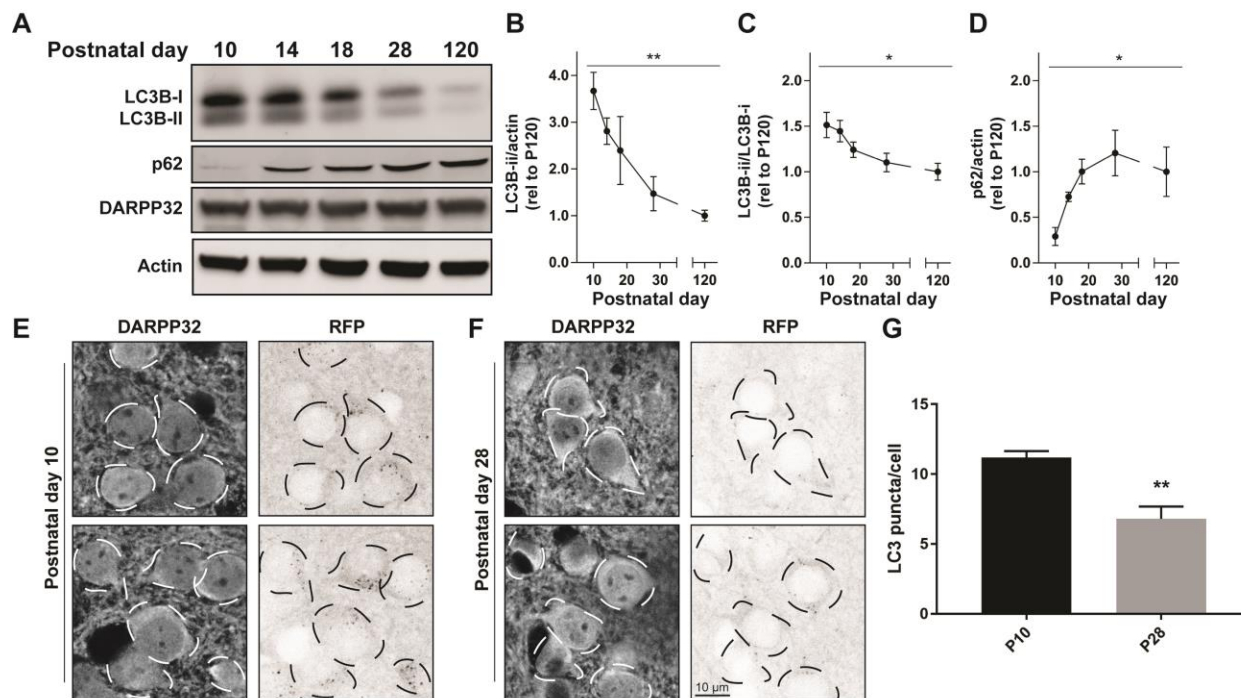 A
Postnatal day 10 14 18 28 120
LC3B-I
LC3B-II
p62
DARPP32
Actin
B
**
LC3B-ii/actin
(rel to P120)
4.0
3.0
2.0
1.0
0.0
10 20 30 120
Postnatal day
C
*
LC3B-ii/LC3B-i
(rel to P120)
2.0
1.5
1.0
0.5
0.0
10 20 30 120
Postnatal day
D
*
p62/actin
(rel to P120)
2.0
1.5
1.0
0.5
0.0
10 20 30 120
Postnatal day
E
DARPP32 RFP
Postnatal day 10
F
DARPP32 RFP
Postnatal day 28
10 µm
G
LC3 puncta/cell
15
10
5
0
**
P10 P28